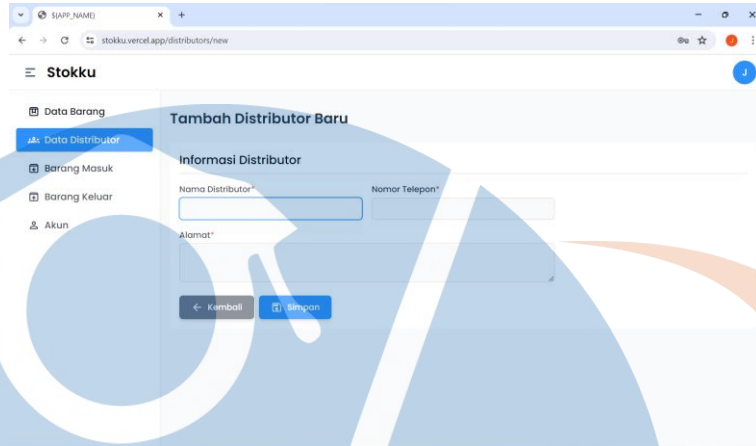 ${APP_NAME}
stokku.vercel.app/distributors/new
Stokku
J
Data Barang
Data Distributor
Barang Masuk
Barang Keluar
Akun
Tambah Distributor Baru
Informasi Distributor
Nama Distributor* Nomor Telepon*
Alamat*
← Kembali Simpan